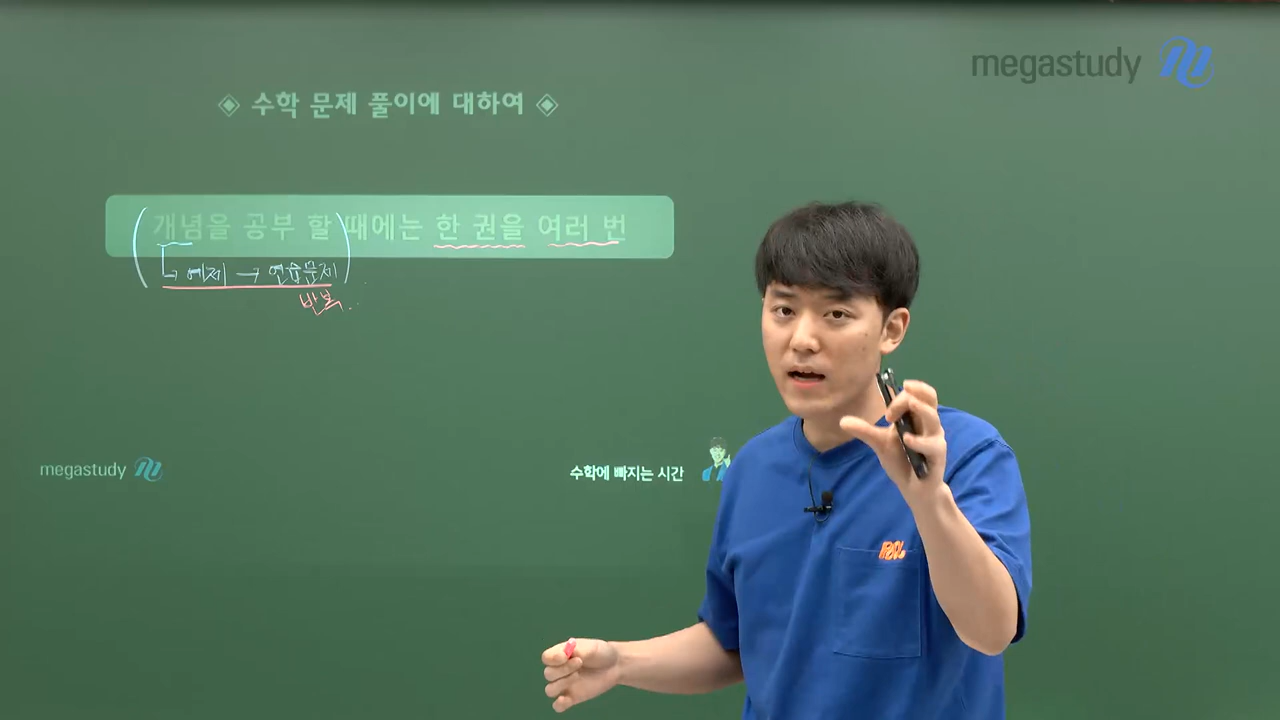 megastudy
◈ 수학 문제 풀이에 대하여 ◈
(개념을 공부 할) 때에는 한 권을 여러 번
↳ 예제 → 연습문제
반복
megastudy
수학에 빠지는 시간